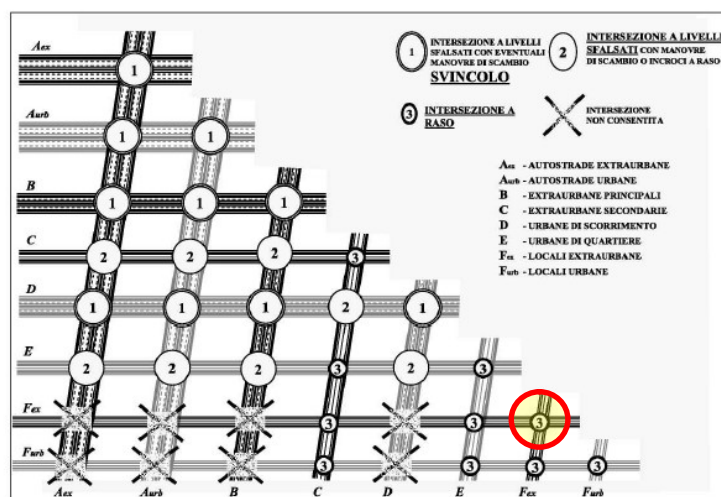 Aex
1
INTERSEZIONE A LIVELLI
SFALSATI CON EVENTUALI
MANOVRE DI SCAMBIO
SVINCOLO
2
INTERSEZIONE A LIVELLI
SFALSATI CON MANOVRE
DI SCAMBIO O INCROCI A RASO
1
3
INTERSEZIONE A
RASO
INTERSEZIONE
NON CONSENTITA
Aurb
1 1
Aex - AUTOSTRADE EXTRAURBANE
Aurb - AUTOSTRADE URBANE
B - EXTRAURBANE PRINCIPALI
C - EXTRAURBANE SECONDARIE
D - URBANE DI SCORRIMENTO
E - URBANE DI QUARTIERE
Fex - LOCALI EXTRAURBANE
Furb - LOCALI URBANE
B
1 1 1
C
2 2 2 3
D
1 1 1 2 1
E
2 2 2 3 2 3
Fex
3 3 3
Furb
3 3 3 3
Aex Aurb B C D E Fex Furb